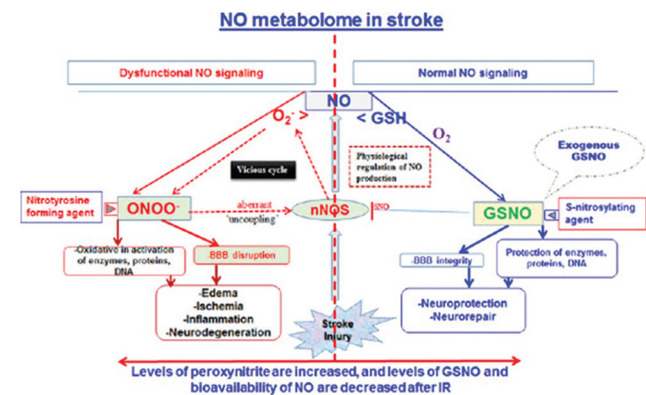 NO metabolome in stroke
Dysfunctional NO signaling
Normal NO signaling
NO
O₂⁻ >
< GSH
O₂
Exogenous
GSNO
Vicious cycle
Physiological
regulation of NO
production
Nitrotyrosine
forming agent
ONOO⁻
aberrant
"uncoupling"
nNOS
SNO
GSNO
S-nitrosylating
agent
-Oxidative in activation
of enzymes, proteins,
DNA
-BBB disruption
-BBB integrity
Protection of enzymes,
proteins, DNA
-Edema
-Ischemia
-Inflammation
-Neurodegeneration
Stroke
Injury
-Neuroprotection
-Neurorepair
Levels of peroxynitrite are increased, and levels of GSNO and
bioavailability of NO are decreased after IR